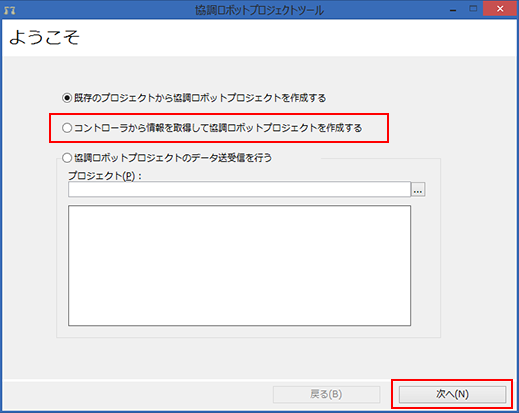 協調ロボットプロジェクトツール
ようこそ
既存のプロジェクトから協調ロボットプロジェクトを作成する
コントローラから情報を取得して協調ロボットプロジェクトを作成する
協調ロボットプロジェクトのデータ送受信を行う
プロジェクト(P)：
...
戻る(B)
次へ(N)